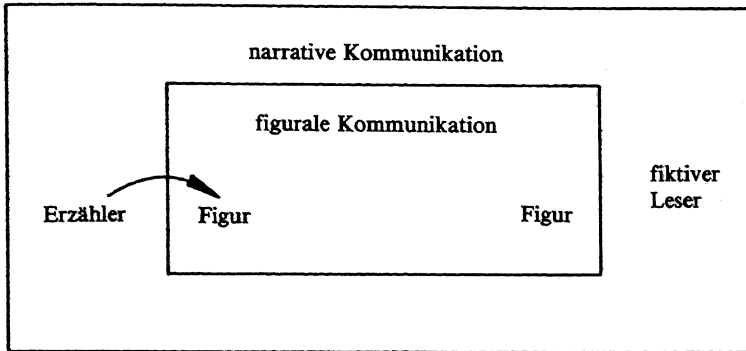 narrative Kommunikation
figurale Kommunikation
fiktiver
Leser
Erzähler
Figur
Figur